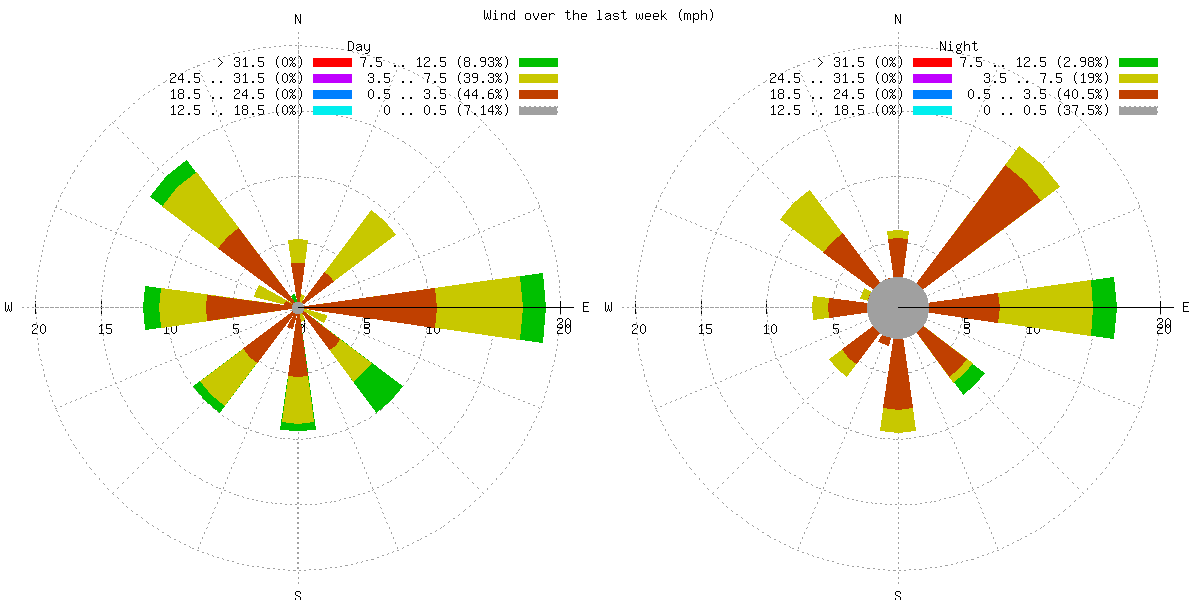 Wind over the last week (mph)
N
Day
> 31.5 (0%) 7.5 .. 12.5 (8.93%)
24.5 .. 31.5 (0%) 3.5 .. 7.5 (39.3%)
18.5 .. 24.5 (0%) 0.5 .. 3.5 (44.6%)
12.5 .. 18.5 (0%) 0 .. 0.5 (7.14%)
W E
20 15 10 5 5 10 15 20
S
N
Night
> 31.5 (0%) 7.5 .. 12.5 (2.98%)
24.5 .. 31.5 (0%) 3.5 .. 7.5 (19%)
18.5 .. 24.5 (0%) 0.5 .. 3.5 (40.5%)
12.5 .. 18.5 (0%) 0 .. 0.5 (37.5%)
W E
20 15 10 5 5 10 15 20
S